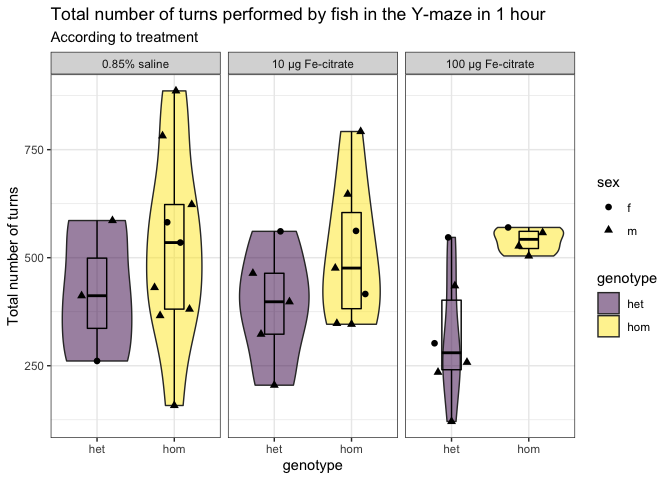 Total number of turns performed by fish in the Y-maze in 1 hour
According to treatment
0.85% saline
10 µg Fe-citrate
100 µg Fe-citrate
Total number of turns
750
500
250
het
hom
het
hom
het
hom
genotype
sex
f
m
genotype
het
hom